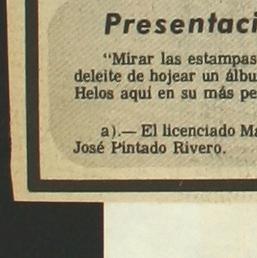 Presentaci
"Mirar las estampas
deleite de hojear un álbu
Helos aquí en su más pe
a).— El licenciado Ma
José Pintado Rivero.